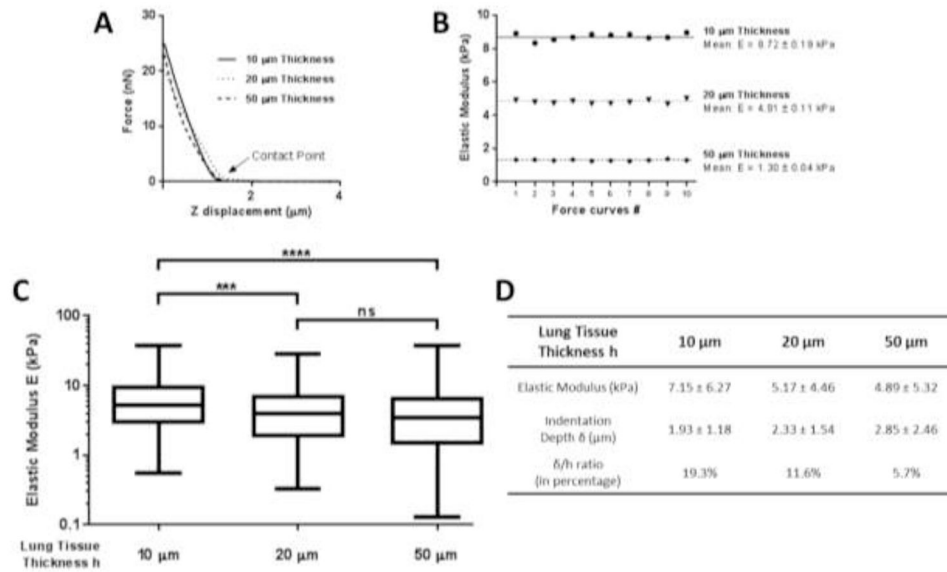 A
30
20
10
0
Force (nN)
10 µm Thickness
20 µm Thickness
50 µm Thickness
Contact Point
0
2
4
Z displacement (µm)
B
10
8
6
4
2
0
Elastic Modulus (kPa)
10 µm Thickness
Mean E = 8.72 ± 0.19 kPa
20 µm Thickness
Mean E = 4.81 ± 0.11 kPa
50 µm Thickness
Mean E = 1.30 ± 0.04 kPa
1 2 3 4 5 6 7 8 9 10
Force curves #
C
****
***
ns
100
10
1
0.1
Elastic Modulus E (kPa)
Lung Tissue
Thickness h
10 µm
20 µm
50 µm
D
Lung Tissue
Thickness h 10 µm 20 µm 50 µm
Elastic Modulus (kPa) 7.15 ± 6.27 5.17 ± 4.46 4.89 ± 5.32
Indentation
Depth δ (µm) 1.93 ± 1.18 2.33 ± 1.54 2.85 ± 2.46
δ/h ratio
(in percentage) 19.3% 11.6% 5.7%